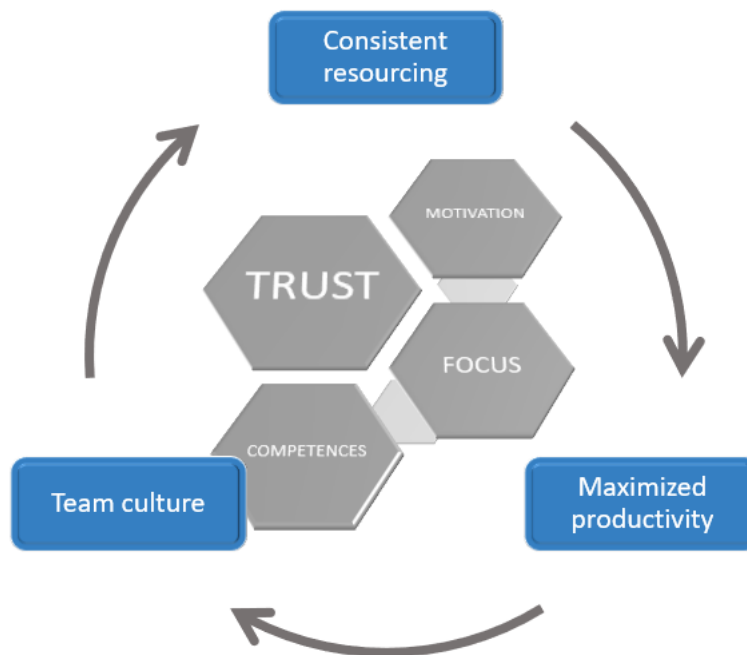 Consistent
resourcing
MOTIVATION
TRUST
FOCUS
COMPETENCES
Team culture
Maximized
productivity